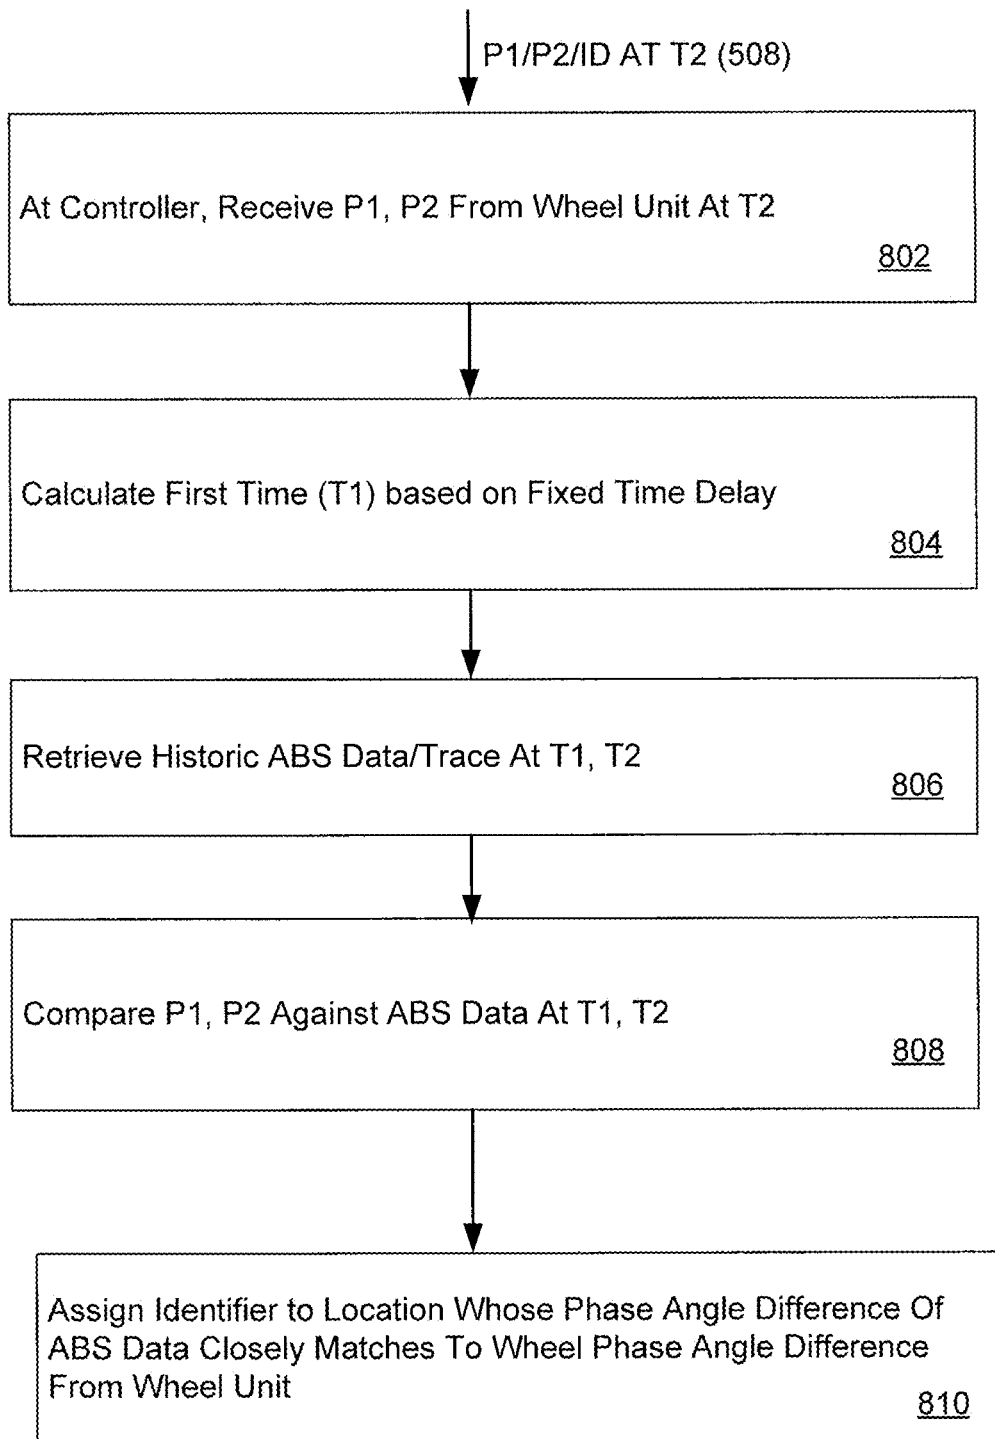 P1/P2/ID AT T2 (508)
At Controller, Receive P1, P2 From Wheel Unit At T2
802
Calculate First Time (T1) based on Fixed Time Delay
804
Retrieve Historic ABS Data/Trace At T1, T2
806
Compare P1, P2 Against ABS Data At T1, T2
808
Assign Identifier to Location Whose Phase Angle Difference Of
ABS Data Closely Matches To Wheel Phase Angle Difference
From Wheel Unit
810